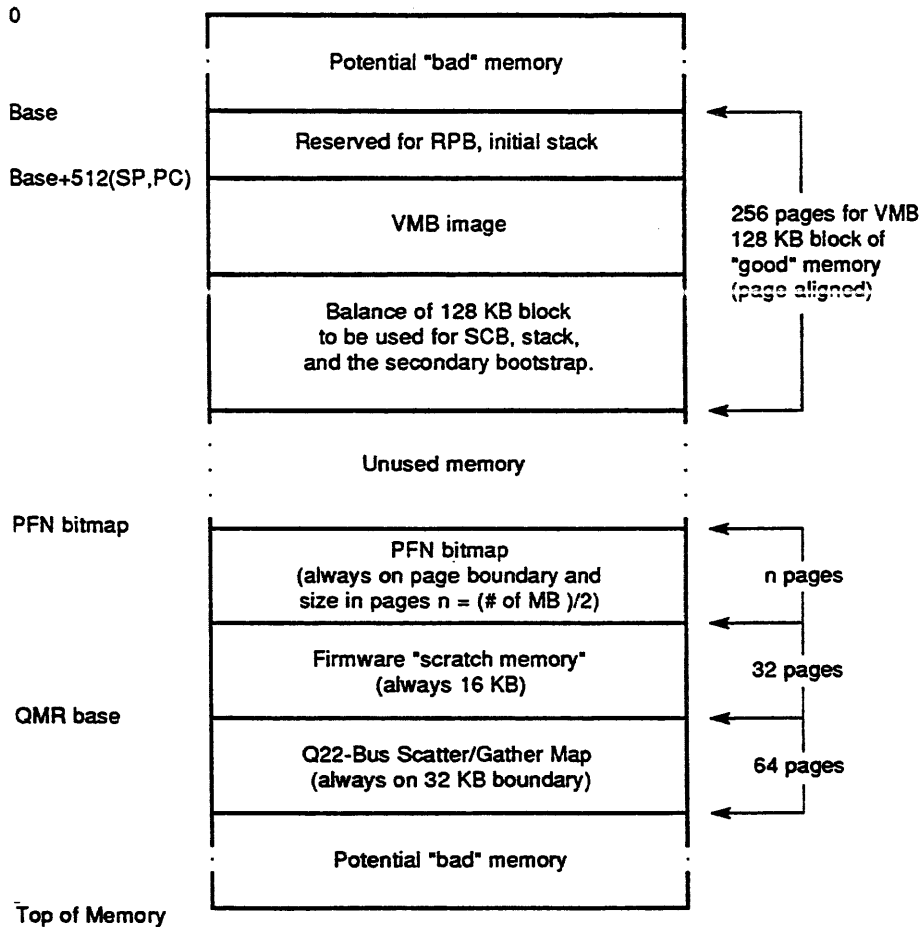 0
Potential "bad" memory
Base
Reserved for RPB, initial stack
Base+512(SP,PC)
VMB image
256 pages for VMB
128 KB block of
"good" memory
(page aligned)
Balance of 128 KB block
to be used for SCB, stack,
and the secondary bootstrap.
Unused memory
PFN bitmap
PFN bitmap
(always on page boundary and
size in pages n = (# of MB )/2)
n pages
Firmware "scratch memory"
(always 16 KB)
32 pages
QMR base
Q22-Bus Scatter/Gather Map
(always on 32 KB boundary)
64 pages
Potential "bad" memory
Top of Memory